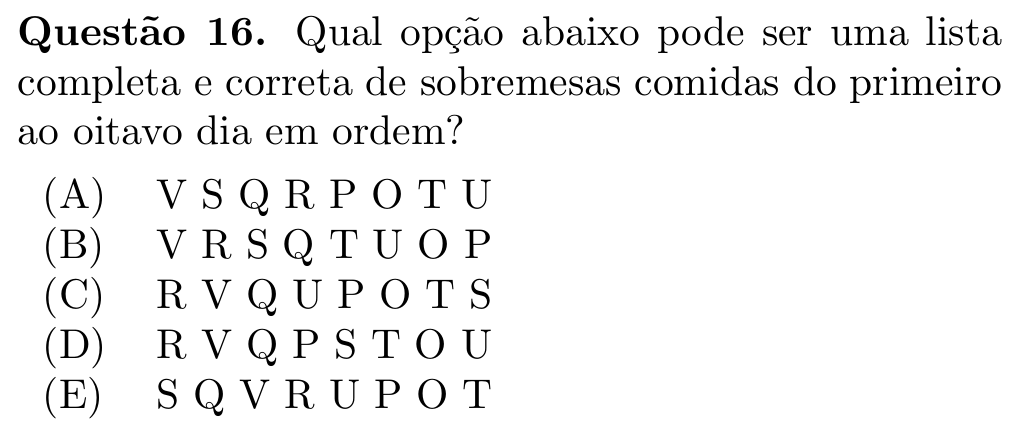 Questão 16. Qual opção abaixo pode ser uma lista
completa e correta de sobremesas comidas do primeiro
ao oitavo dia em ordem?
(A) V S Q R P O T U
(B) V R S Q T U O P
(C) R V Q U P O T S
(D) R V Q P S T O U
(E) S Q V R U P O T